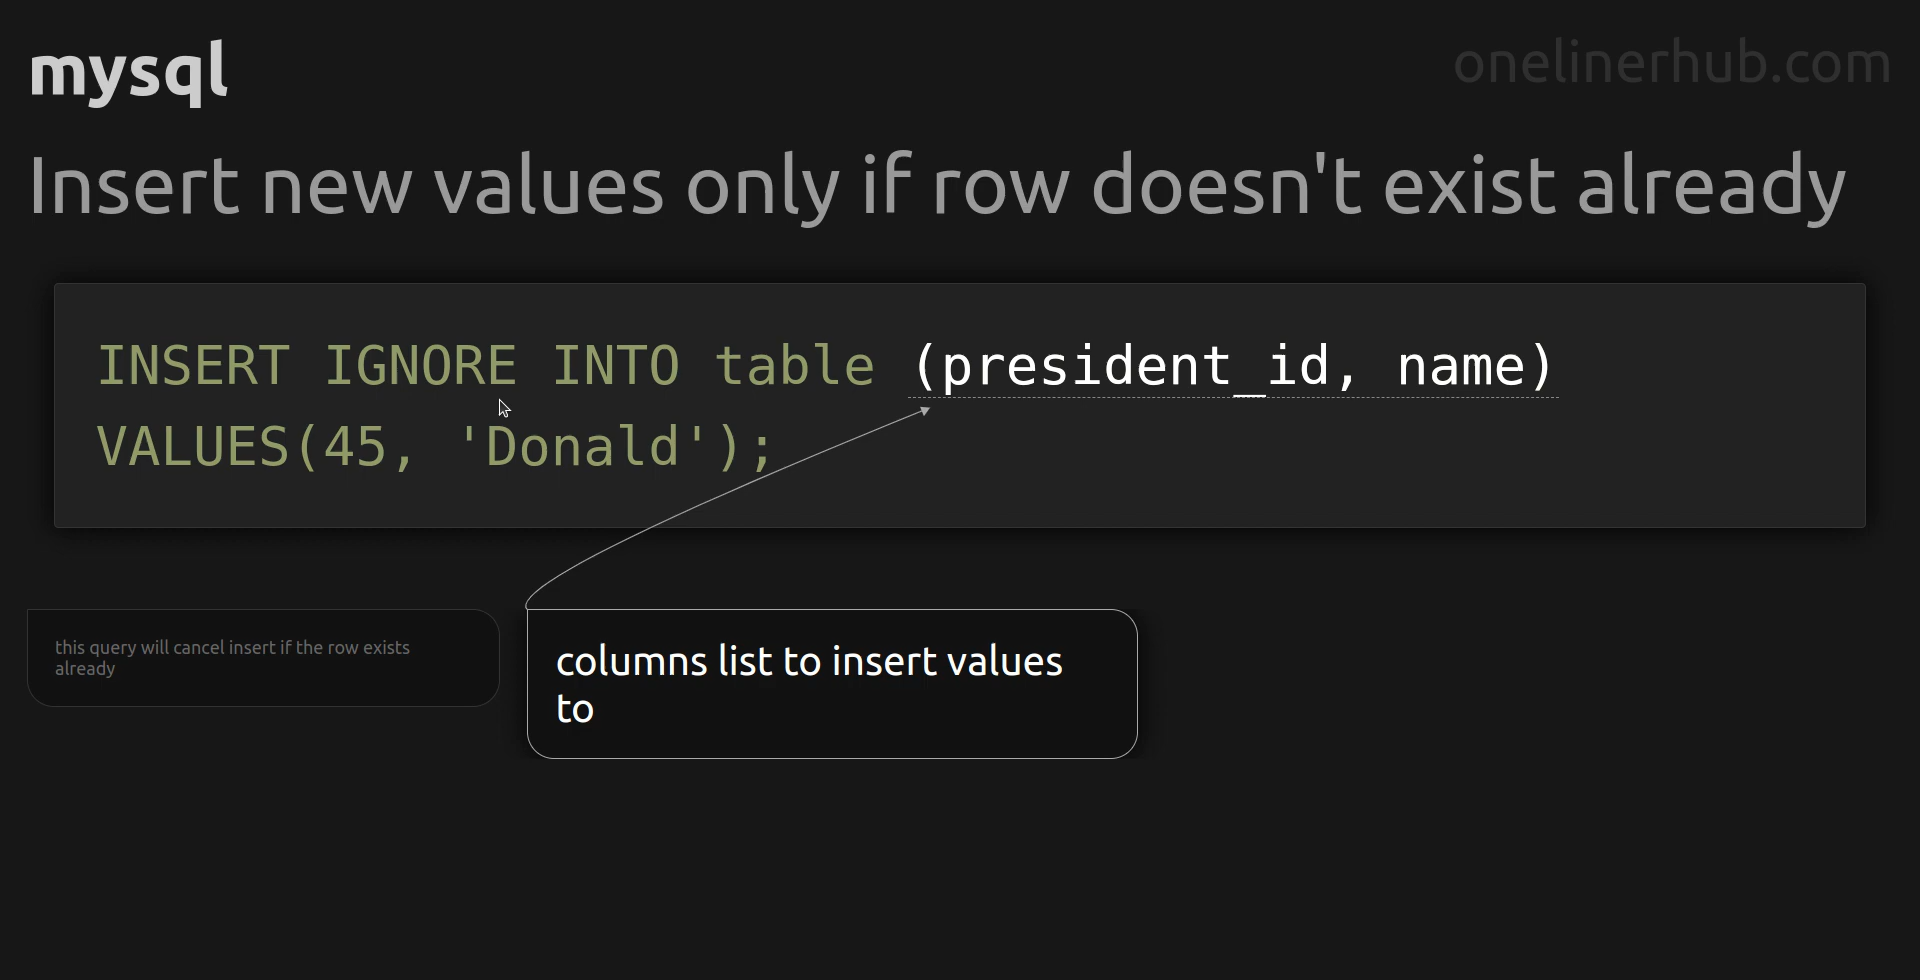 mysql
onelinerhub.com
Insert new values only if row doesn't exist already
INSERT IGNORE INTO table (president_id, name)
VALUES(45, 'Donald');
this query will cancel insert if the row exists
already
columns list to insert values
to